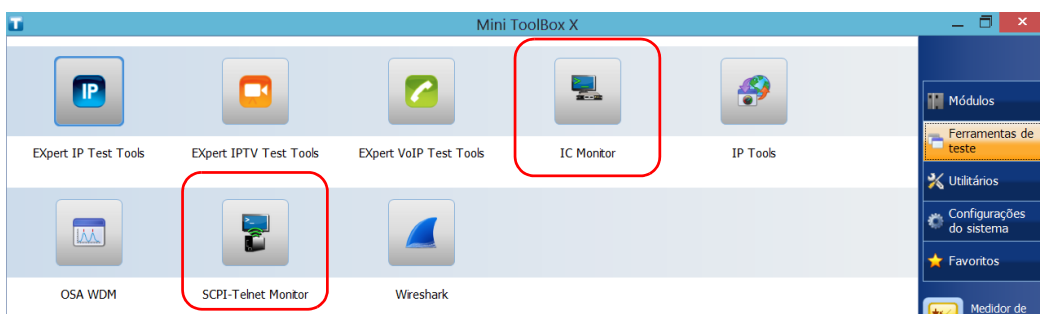 Mini ToolBox X
IP
EXpert IP Test Tools
EXpert IPTV Test Tools
EXpert VoIP Test Tools
IC Monitor
IP Tools
OSA WDM
SCPI-Telnet Monitor
Wireshark
Módulos
Ferramentas de
teste
Utilitários
Configurações
do sistema
Favoritos
Medidor de